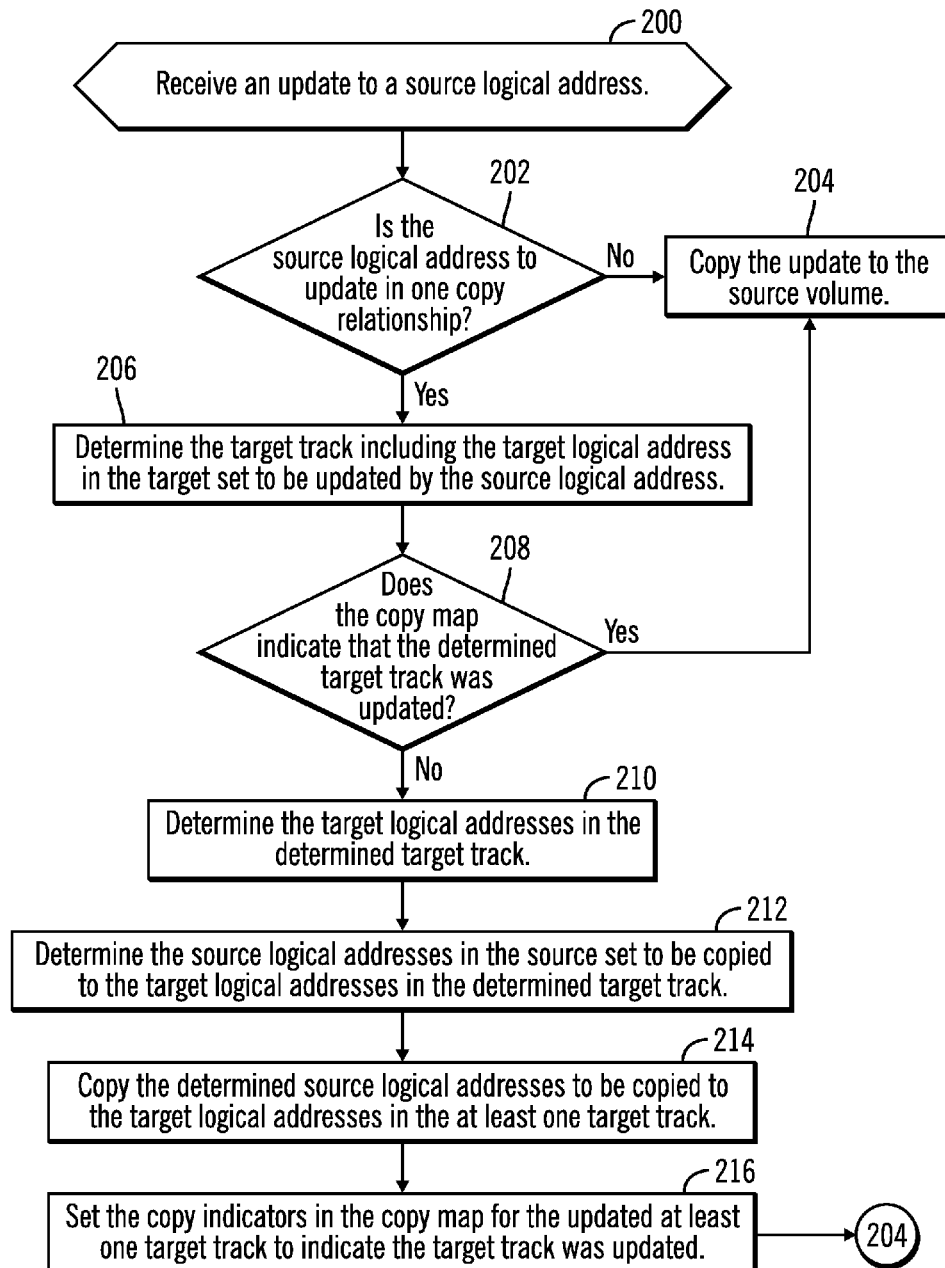 200
Receive an update to a source logical address.
202
Is the
source logical address to
update in one copy
relationship?
No
204
Copy the update to the
source volume.
Yes
206
Determine the target track including the target logical address
in the target set to be updated by the source logical address.
208
Does
the copy map
indicate that the determined
target track was
updated?
Yes
No
210
Determine the target logical addresses in the
determined target track.
212
Determine the source logical addresses in the source set to be copied
to the target logical addresses in the determined target track.
214
Copy the determined source logical addresses to be copied to
the target logical addresses in the at least one target track.
216
Set the copy indicators in the copy map for the updated at least
one target track to indicate the target track was updated.
204